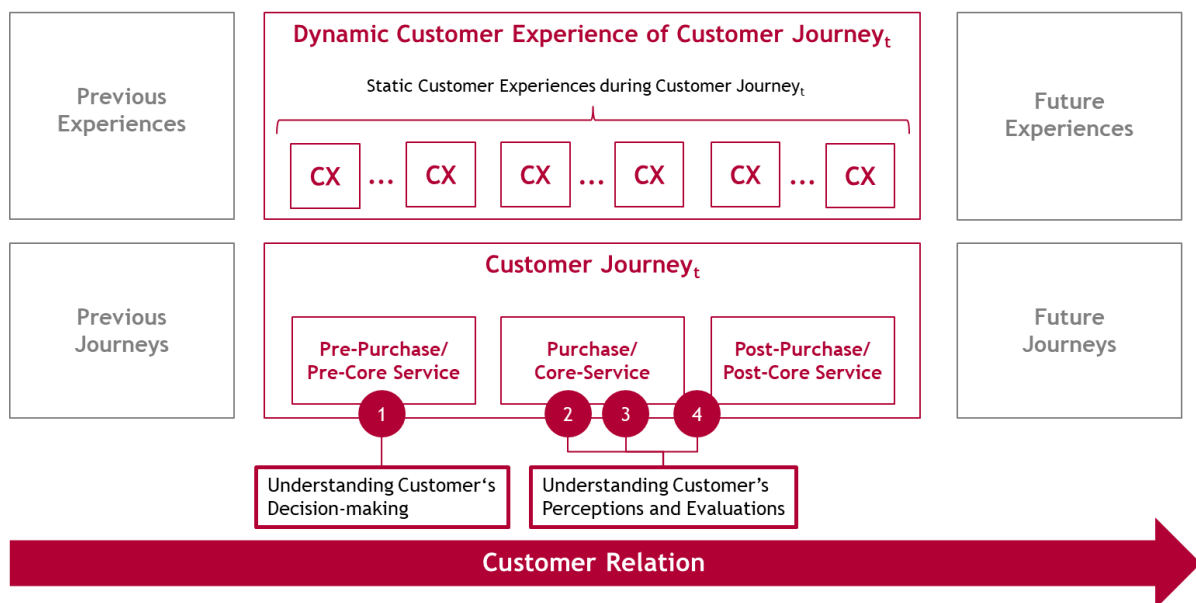 Previous
Experiences
Dynamic Customer Experience of Customer Journeyt
Static Customer Experiences during Customer Journeyt
CX ... CX CX ... CX CX ... CX
Future
Experiences
Previous
Journeys
Customer Journeyt
Pre-Purchase/
Pre-Core Service
Purchase/
Core-Service
Post-Purchase/
Post-Core Service
Future
Journeys
1 2 3 4
Understanding Customer‘s
Decision-making
Understanding Customer’s
Perceptions and Evaluations
Customer Relation